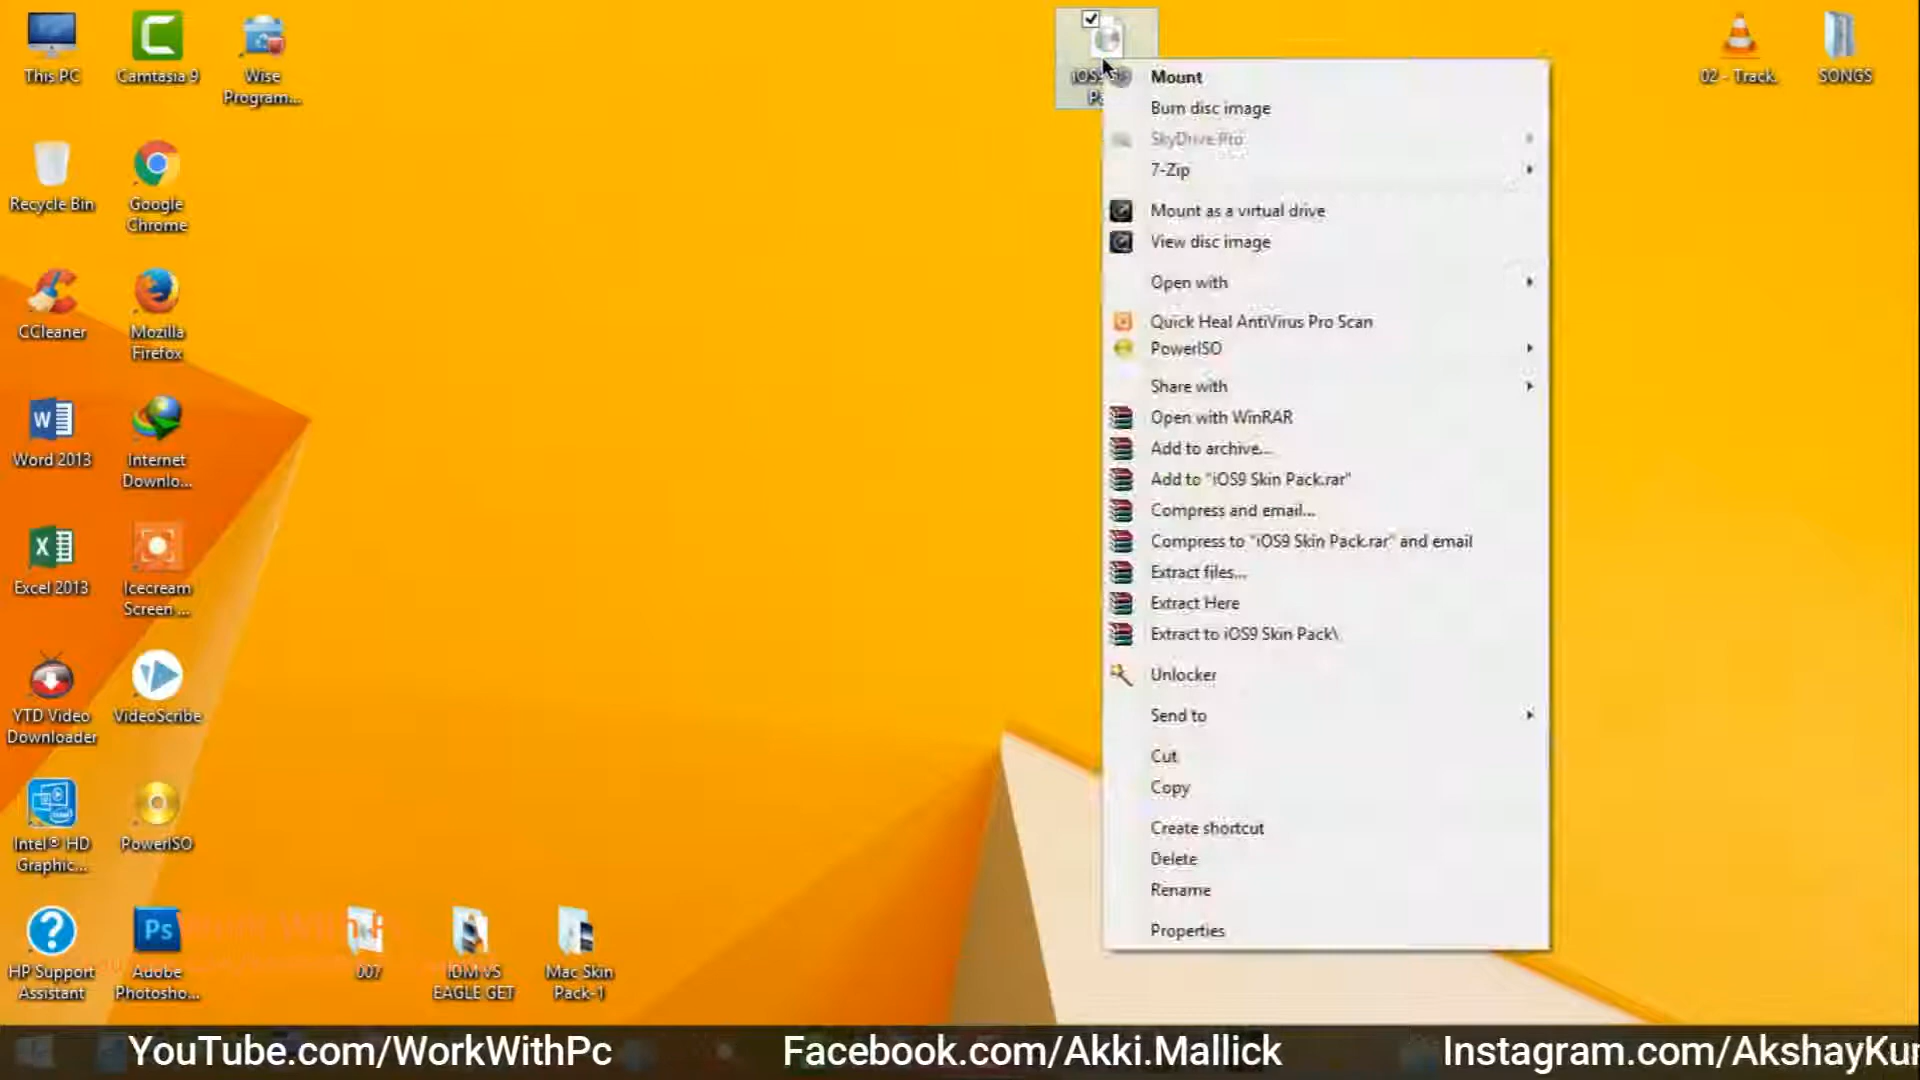 This PC
Camtasia 9
Wise
Program...
Recycle Bin
Google
Chrome
CCleaner
Mozilla
Firefox
Word 2013
Internet
Downlo...
Excel 2013
Icecream
Screen ...
YTD Video
Downloader
VideoScribe
Intel® HD
Graphic...
PowerISO
HP Support
Assistant
Adobe
Photosho...
007
IDM VS
EAGLE GET
Mac Skin
Pack-1
02 - Track.
SONGS
Mount
Burn disc image
SkyDrive Pro
7-Zip
Mount as a virtual drive
View disc image
Open with
Quick Heal AntiVirus Pro Scan
PowerISO
Share with
Open with WinRAR
Add to archive...
Add to "iOS9 Skin Pack.rar"
Compress and email...
Compress to "iOS9 Skin Pack.rar" and email
Extract files...
Extract Here
Extract to iOS9 Skin Pack\
Unlocker
Send to
Cut
Copy
Create shortcut
Delete
Rename
Properties
YouTube.com/WorkWithPc
Facebook.com/Akki.Mallick
Instagram.com/AkshayKu